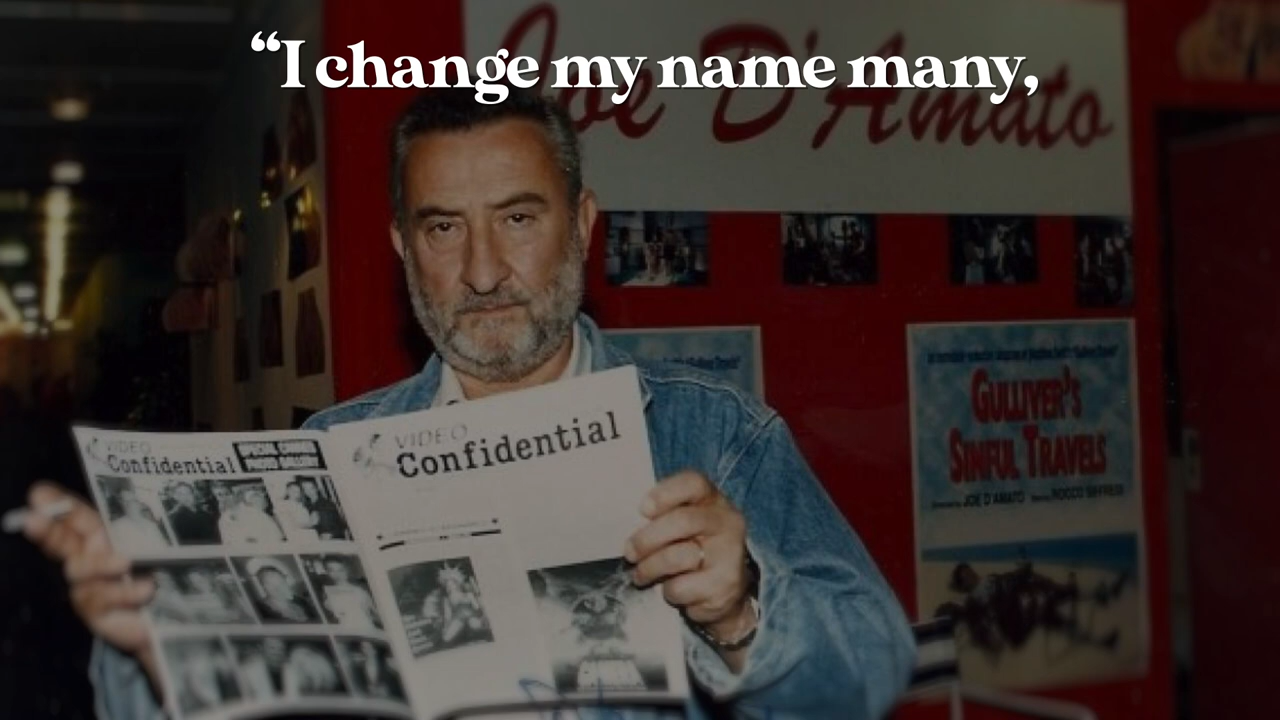 “I change my name many,
Joe D'Amato
VIDEO
Confidential
VIDEO
Confidential
GULLIVER'S
SINFUL TRAVELS
JOE D'AMATO
ROCCO SIFFREDI